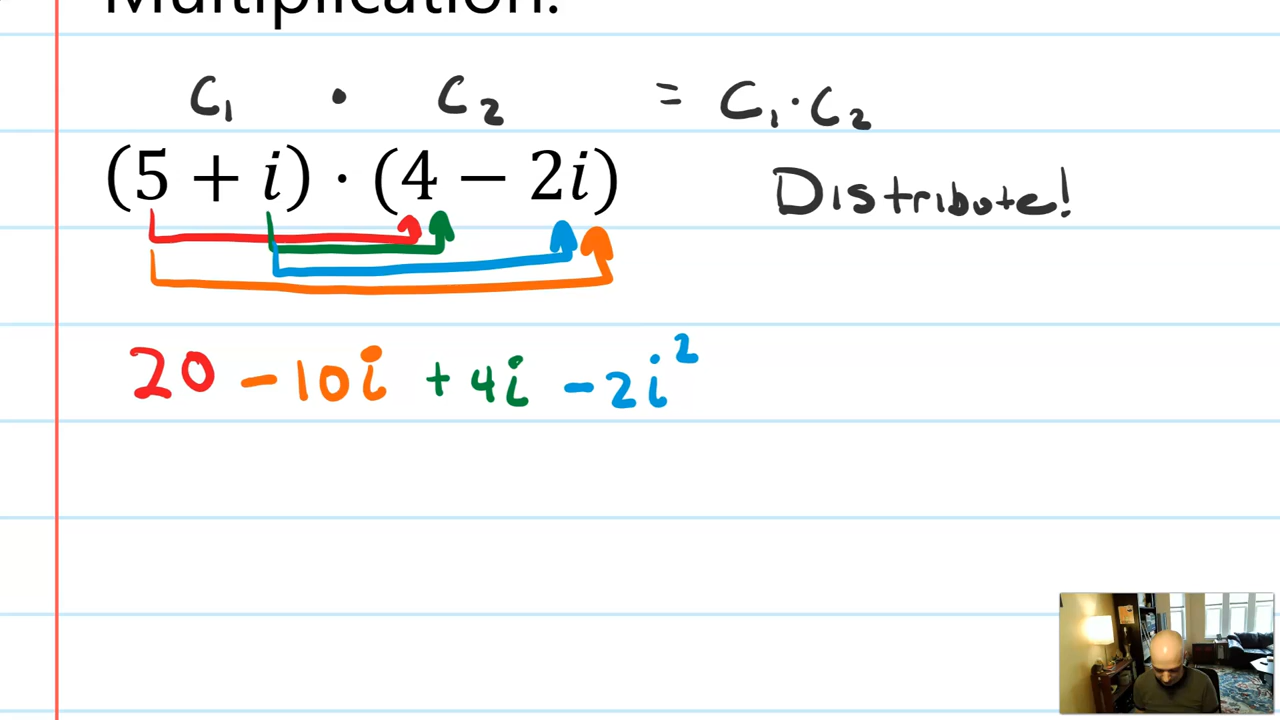 Multiplication:
C₁ · C₂ = C₁·C₂
(5 + i) · (4 − 2i) Distribute!
20 − 10i + 4i − 2i²